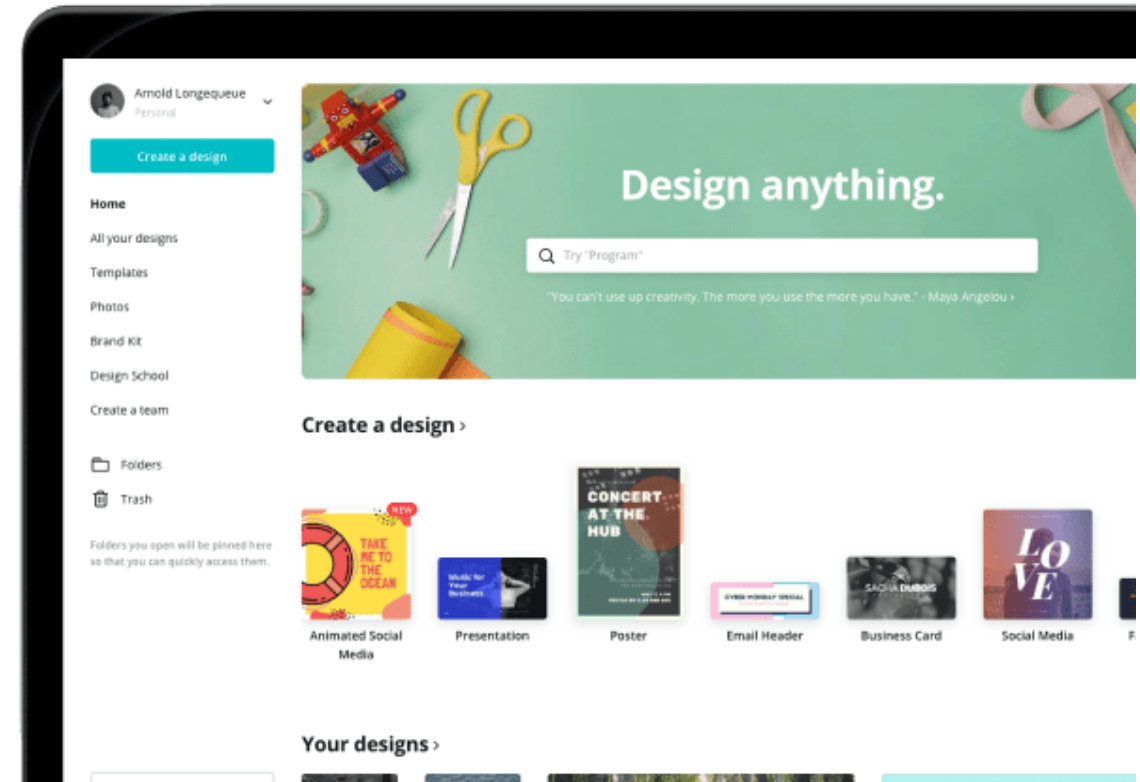 Arnold Longequeue
Personal
Create a design
Home
All your designs
Templates
Photos
Brand Kit
Design School
Create a team
Folders
Trash
Folders you open will be pinned here
so that you can quickly access them.
Design anything.
Try "Program"
"You can't use up creativity. The more you use the more you have." - Maya Angelou ›
Create a design ›
NEW
TAKE
ME TO
THE
OCEAN
Animated Social
Media
Music for
Your
Business
Presentation
CONCERT
AT THE
HUB
Poster
CYBER MONDAY SPECIAL
Email Header
SACHA DUBOIS
Business Card
LO
VE
Social Media
Your designs ›